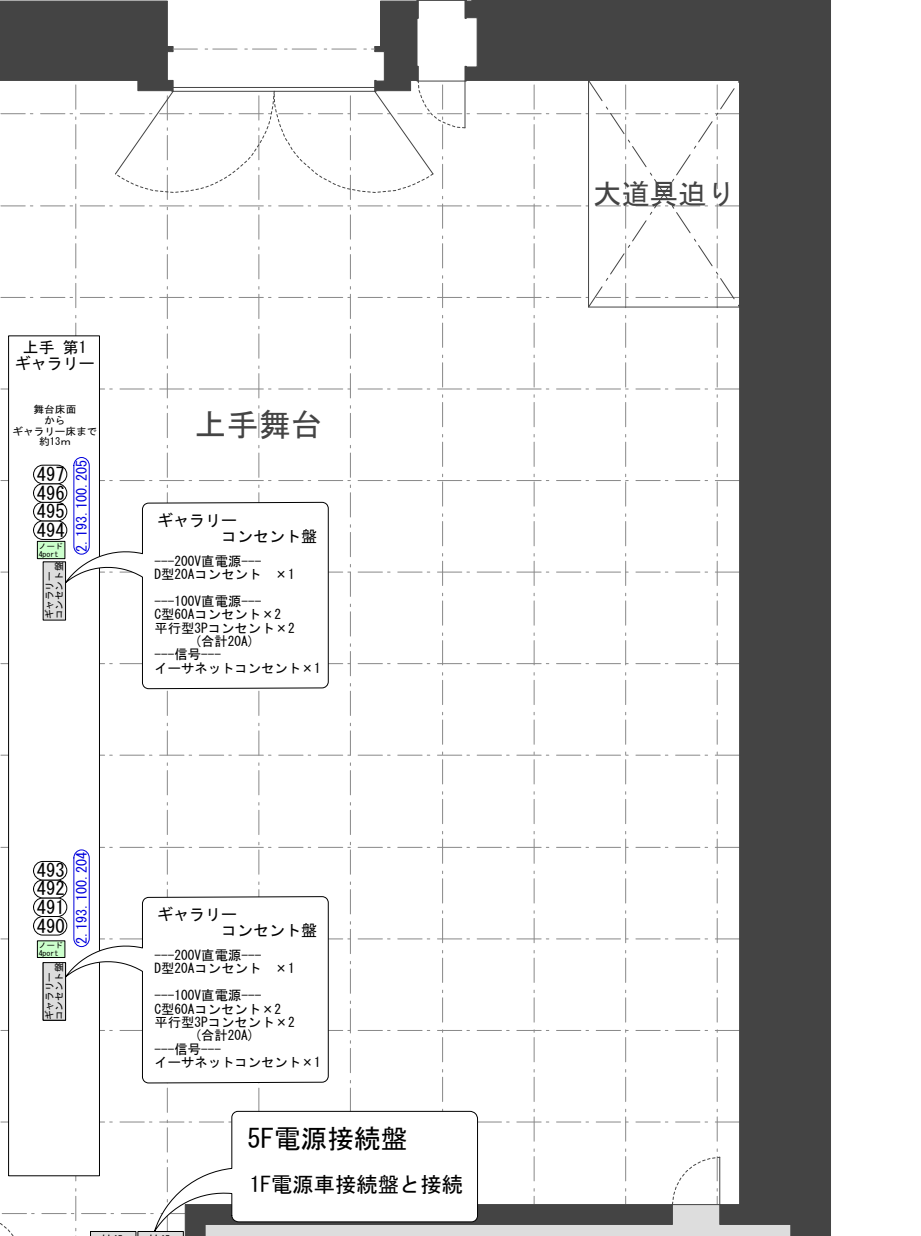 大道具迫り
上手 第1
ギャラリー
舞台床面
から
ギャラリー床まで
約13m
上手舞台
497
496
495
494
2.193.100.205
ノード
4port
ギャラリー
コンセント盤
ギャラリー
コンセント盤
---200V直電源---
D型20Aコンセント ×1
---100V直電源---
C型60Aコンセント×2
平行型3Pコンセント×2
(合計20A)
---信号---
イーサネットコンセント×1
493
492
491
490
2.193.100.204
ノード
4port
ギャラリー
コンセント盤
ギャラリー
コンセント盤
---200V直電源---
D型20Aコンセント ×1
---100V直電源---
C型60Aコンセント×2
平行型3Pコンセント×2
(合計20A)
---信号---
イーサネットコンセント×1
5F電源接続盤
1F電源車接続盤と接続